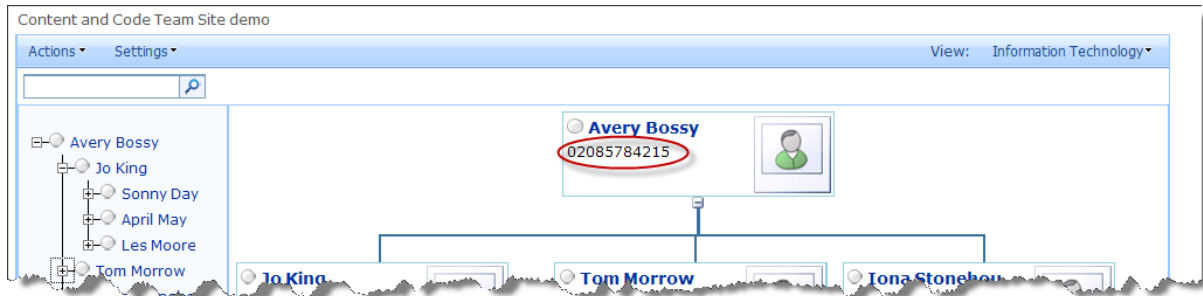 Content and Code Team Site demo
Actions Settings View: Information Technology
Avery Bossy
Jo King
Sonny Day
April May
Les Moore
Tom Morrow
Avery Bossy
02085784215
Jo King
Tom Morrow
Iona